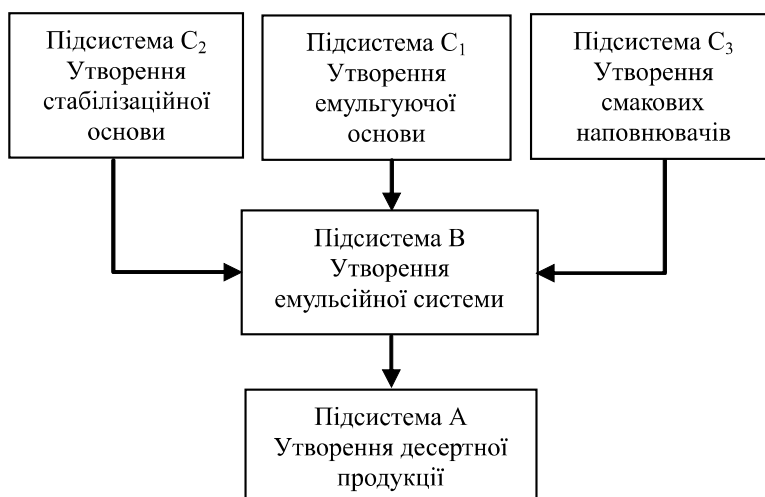 Підсистема С₂
Утворення
стабілізаційної
основи
Підсистема С₁
Утворення
емульгуючої
основи
Підсистема С₃
Утворення
смакових
наповнювачів
Підсистема В
Утворення
емульсійної системи
Підсистема А
Утворення десертної
продукції